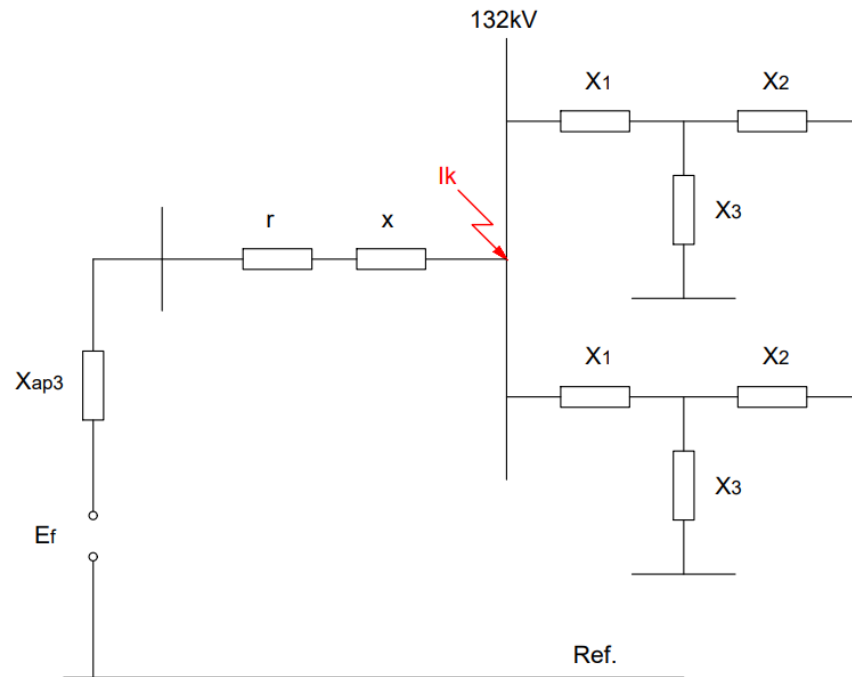 132kV
X1 X2
Ik
X3
r x
X1 X2
Xap3
X3
Ef
Ref.